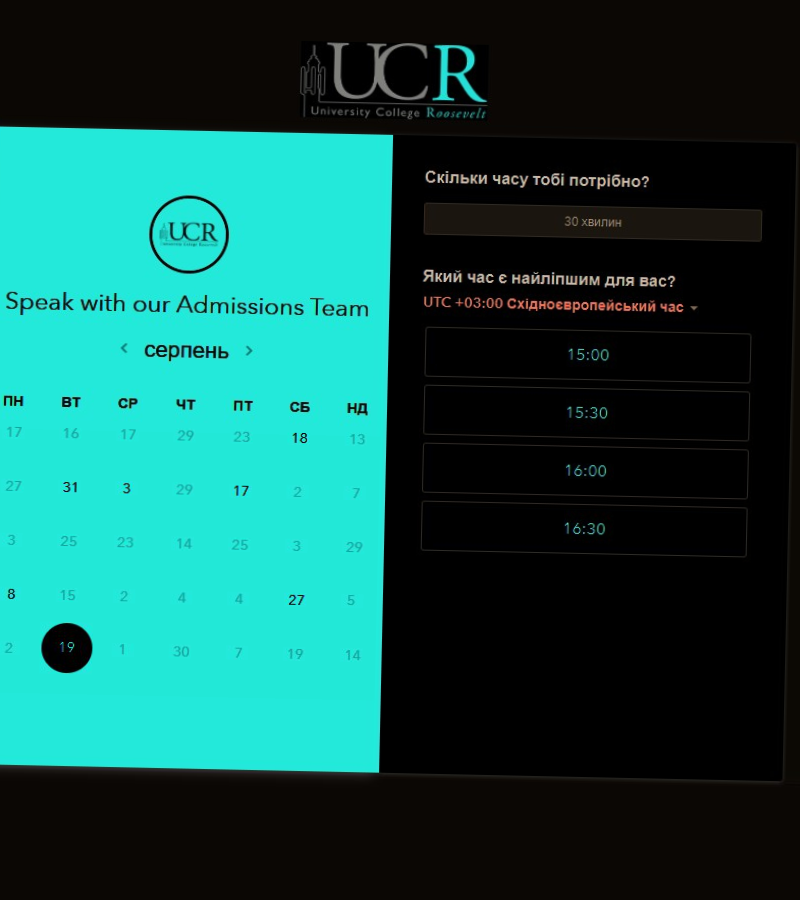 UCR
University College Roosevelt
UCR
Speak with our Admissions Team
серпень
ПН ВТ СР ЧТ ПТ СБ НД
17 16 17 29 23 18 13
27 31 3 29 17 2 7
3 25 23 14 25 3 29
8 15 2 4 4 27 5
2 19 1 30 7 19 14
Скільки часу тобі потрібно?
30 хвилин
Який час є найліпшим для вас?
UTC +03:00 Східноєвропейський час
15:00
15:30
16:00
16:30